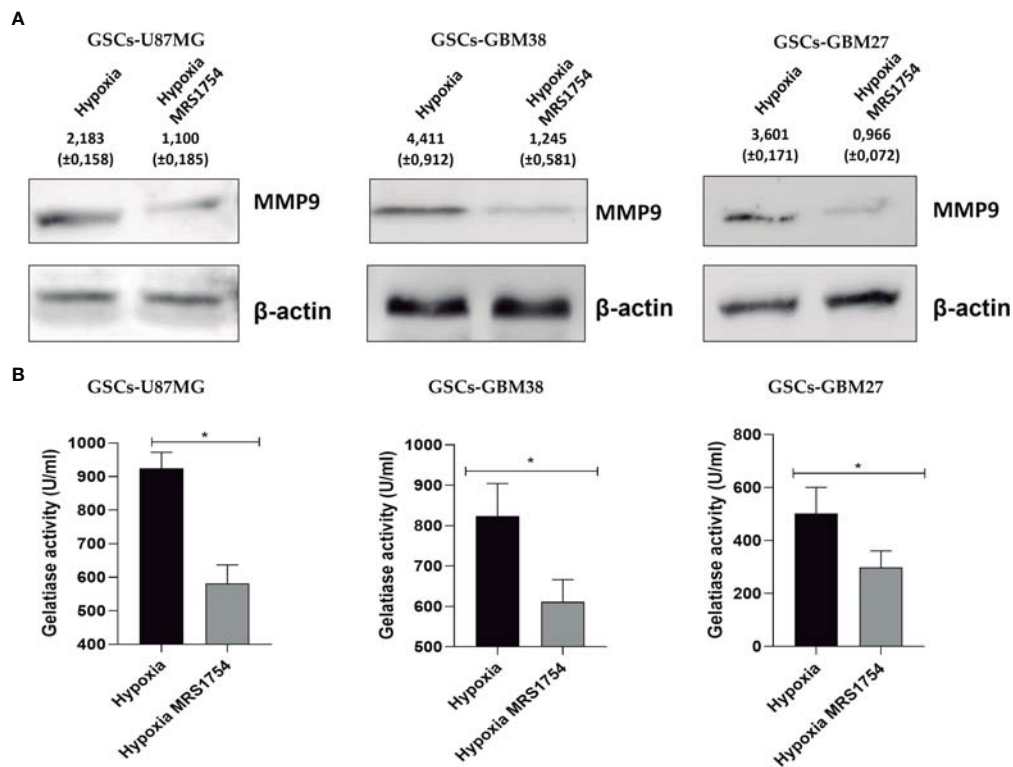 A
GSCs-U87MG
Hypoxia
Hypoxia
MRS1754
2,183
(±0,158)
1,100
(±0,185)
MMP9
β-actin
GSCs-GBM38
Hypoxia
Hypoxia
MRS1754
4,411
(±0,912)
1,245
(±0,581)
MMP9
β-actin
GSCs-GBM27
Hypoxia
Hypoxia
MRS1754
3,601
(±0,171)
0,966
(±0,072)
MMP9
β-actin
B
GSCs-U87MG
Gelatiase activity (U/ml)
1000
900
800
700
600
500
400
*
Hypoxia
Hypoxia MRS1754
GSCs-GBM38
Gelatiase activity (U/ml)
1000
900
800
700
600
500
*
Hypoxia
Hypoxia MRS1754
GSCs-GBM27
Gelatiase activity (U/ml)
800
600
400
200
0
*
Hypoxia
Hypoxia MRS1754